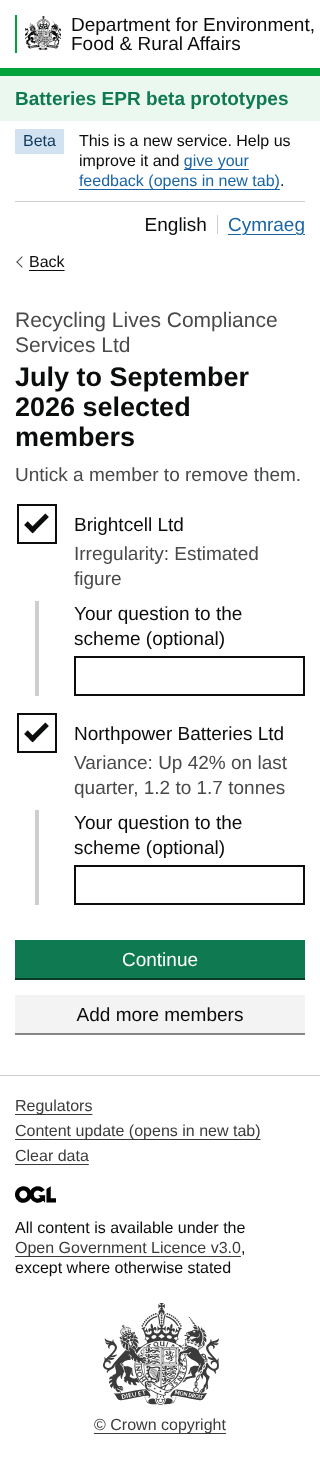 Department for Environment,
Food & Rural Affairs
Batteries EPR beta prototypes
Beta
This is a new service. Help us
improve it and give your
feedback (opens in new tab).
English
Cymraeg
Back
Recycling Lives Compliance
Services Ltd
July to September
2026 selected
members
Untick a member to remove them.
Brightcell Ltd
Irregularity: Estimated
figure
Your question to the
scheme (optional)
Northpower Batteries Ltd
Variance: Up 42% on last
quarter, 1.2 to 1.7 tonnes
Your question to the
scheme (optional)
Continue
Add more members
Regulators
Content update (opens in new tab)
Clear data
OGL
All content is available under the
Open Government Licence v3.0,
except where otherwise stated
DIEU ET MON DROIT
© Crown copyright